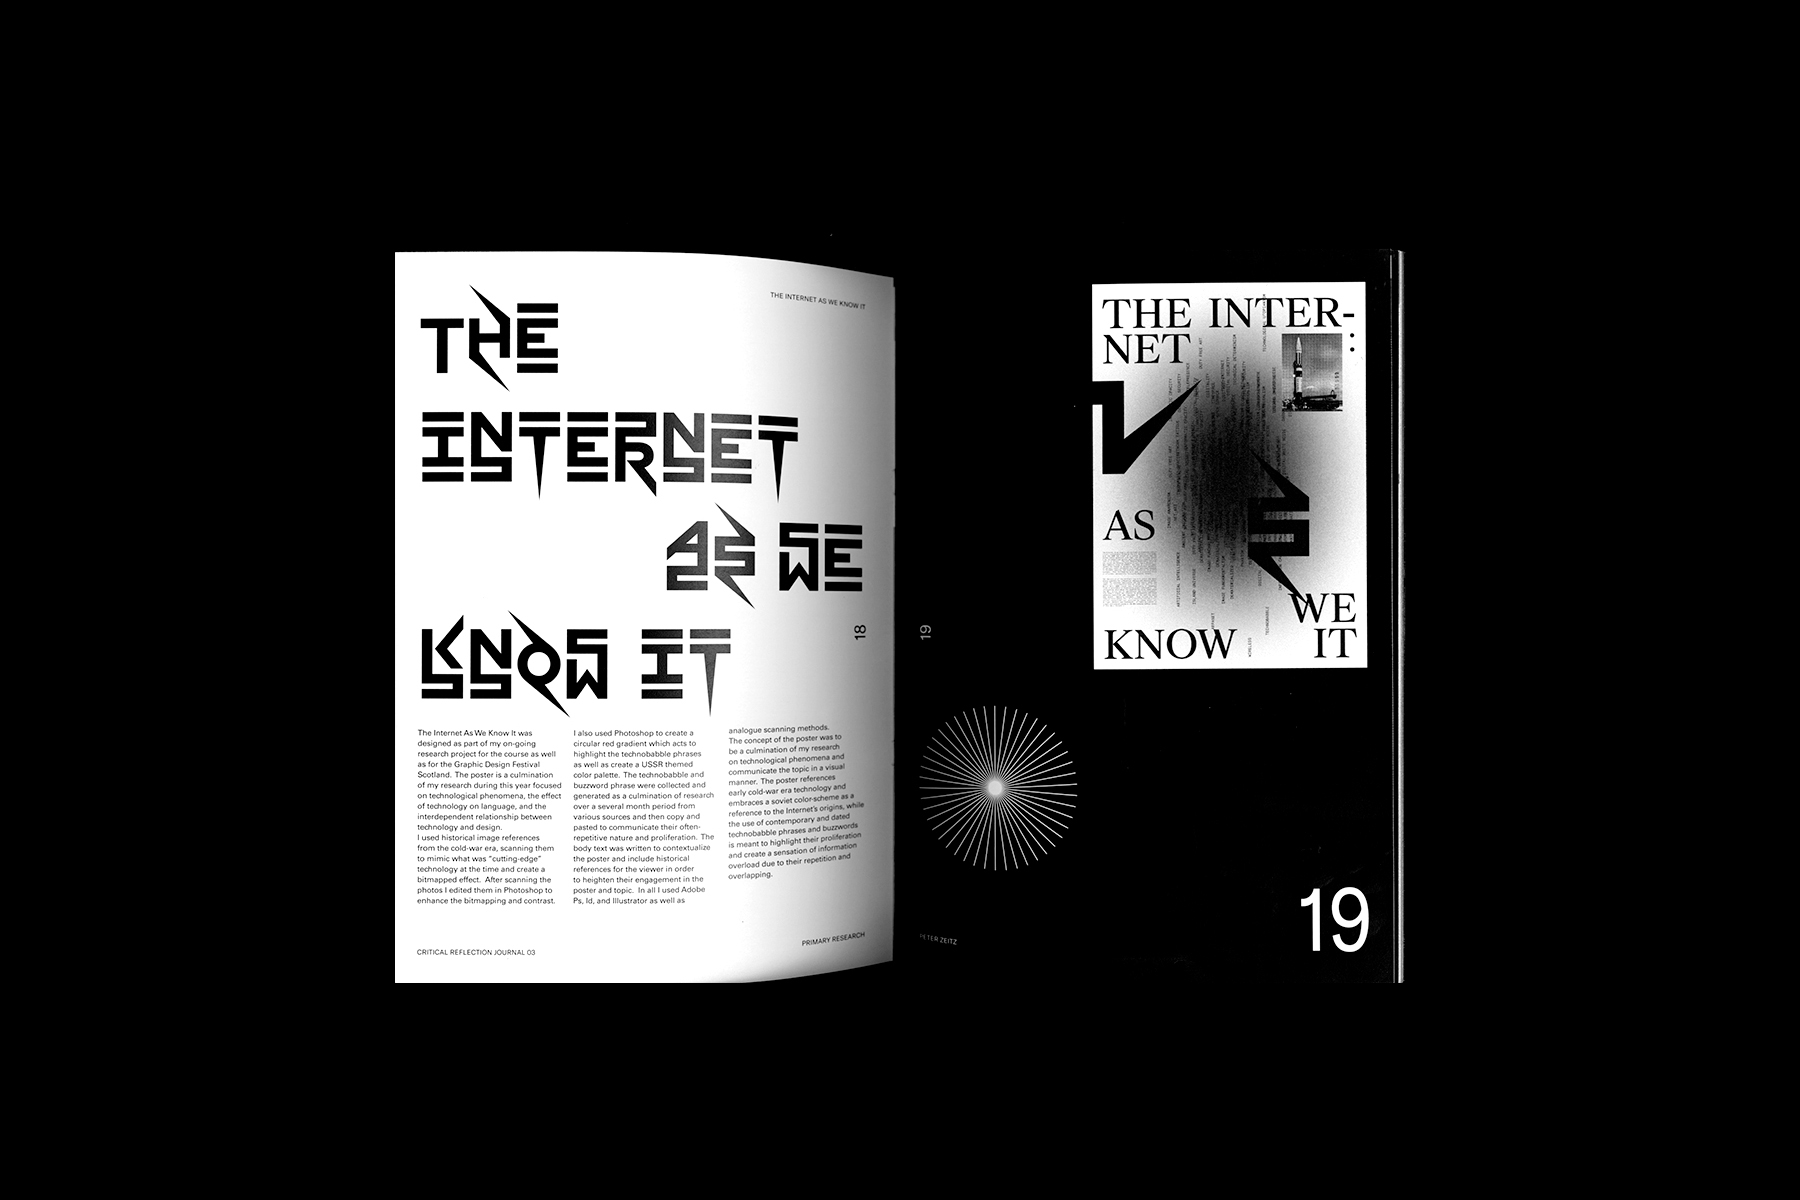 THE INTERNET AS WE KNOW IT
THE
INTERNET
AS WE
KNOW IT
18
The Internet As We Know It was
designed as part of my on-going
research project for the course as well
as for the Graphic Design Festival
Scotland. The poster is a culmination
of my research during this year focused
on technological phenomena, the effect
of technology on language, and the
interdependent relationship between
technology and design.
I used historical image references
from the cold-war era, scanning them
to mimic what was “cutting-edge”
technology at the time and create a
bitmapped effect. After scanning the
photos I edited them in Photoshop to
enhance the bitmapping and contrast.
I also used Photoshop to create a
circular red gradient which acts to
highlight the technobabble phrases
as well as create a USSR themed
color palette. The technobabble and
buzzword phrase were collected and
generated as a culmination of research
over a several month period from
various sources and then copy and
pasted to communicate their often-
repetitive nature and proliferation. The
body text was written to contextualize
the poster and include historical
references for the viewer in order
to heighten their engagement in the
poster and topic. In all I used Adobe
Ps, Id, and Illustrator as well as
analogue scanning methods.
The concept of the poster was to
be a culmination of my research
on technological phenomena and
communicate the topic in a visual
manner. The poster references
early cold-war era technology and
embraces a soviet color-scheme as a
reference to the Internet's origins, while
the use of contemporary and dated
technobabble phrases and buzzwords
is meant to highlight their proliferation
and create a sensation of information
overload due to their repetition and
overlapping.
CRITICAL REFLECTION JOURNAL 03
PRIMARY RESEARCH
19
THE INTER-
NET
AS
WE
KNOW IT
PETER ZEITZ
19